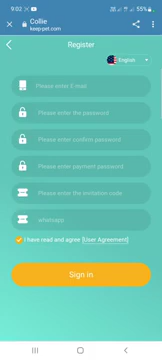 9:02
55%
Collie
keep-pet.com
Register
English
Please enter E-mail
Please enter the password
Please enter confirm password
Please enter payment password
Please enter the invitation code
whatsapp
I have read and agree [User Agreement]
Sign in